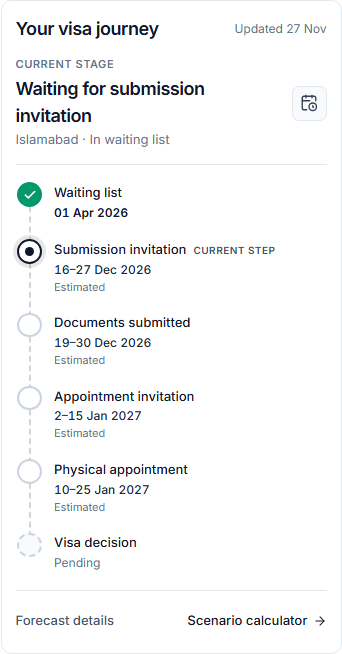 Your visa journey
Updated 27 Nov
CURRENT STAGE
Waiting for submission
invitation
Islamabad · In waiting list
Waiting list
01 Apr 2026
Submission invitation CURRENT STEP
16–27 Dec 2026
Estimated
Documents submitted
19–30 Dec 2026
Estimated
Appointment invitation
2–15 Jan 2027
Estimated
Physical appointment
10–25 Jan 2027
Estimated
Visa decision
Pending
Forecast details
Scenario calculator →